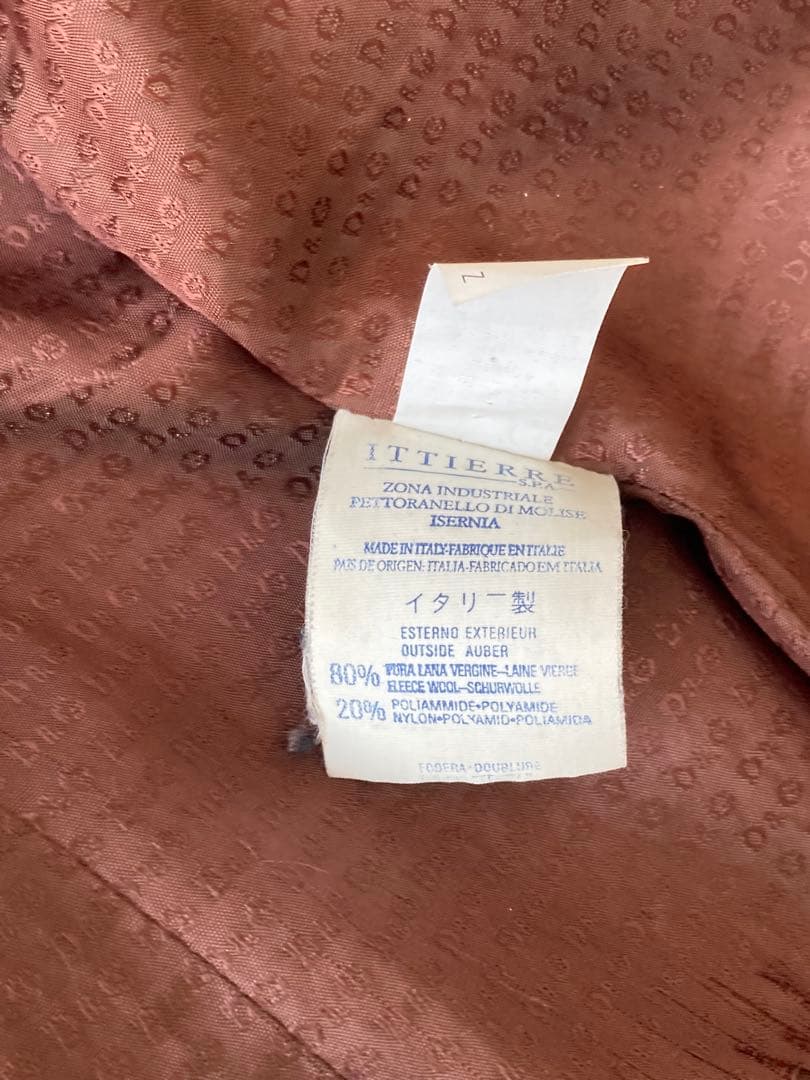 ITTIERRE
S.P.A.
ZONA INDUSTRIALE
PETTORANELLO DI MOLISE
ISERNIA
MADE IN ITALY-FABRIQUE EN ITALIE
PAIS DE ORIGEN: ITALIA-FABRICADO EM ITALIA
イタリー製
ESTERNO EXTERIEUR
OUTSIDE AUBER
80% PURA LANA VERGINE-LAINE VIERGE
FLEECE WOOL-SCHURWOLLE
20% POLIAMMIDE•POLYAMIDE
NYLON•POLYAMID•POLIAMIDA
FODERA-DOUBLURE